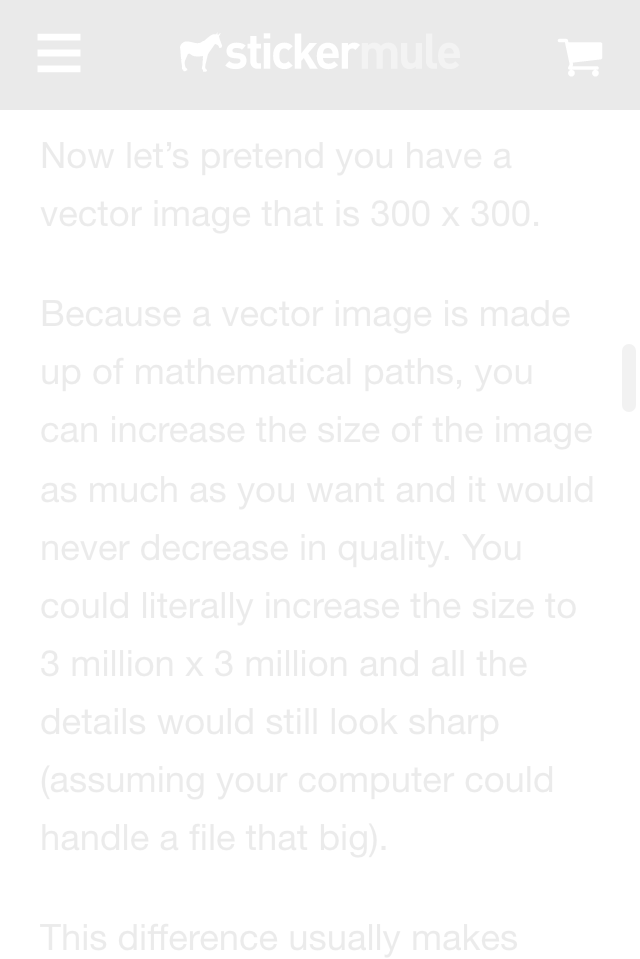 stickermule
Now let’s pretend you have a
vector image that is 300 x 300.
Because a vector image is made
up of mathematical paths, you
can increase the size of the image
as much as you want and it would
never decrease in quality. You
could literally increase the size to
3 million x 3 million and all the
details would still look sharp
(assuming your computer could
handle a file that big).
This difference usually makes